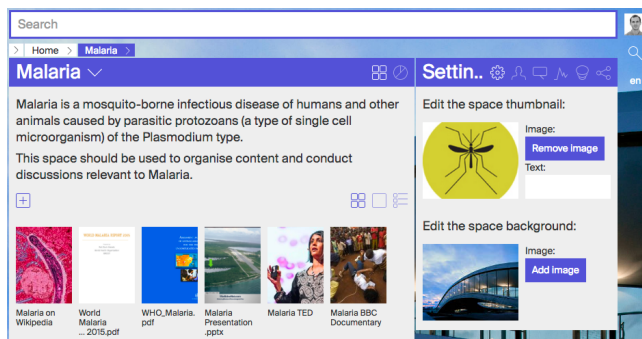 Search
> Home > Malaria >
Malaria
Settin..
en
Malaria is a mosquito-borne infectious disease of humans and other
animals caused by parasitic protozoans (a type of single cell
microorganism) of the Plasmodium type.
This space should be used to organise content and conduct
discussions relevant to Malaria.
Edit the space thumbnail:
Image:
Remove image
Text:
Edit the space background:
Image:
Add image
Malaria on
Wikipedia
World
Malaria
... 2015.pdf
WHO_Malaria.
pdf
Malaria
Presentation
.pptx
Malaria TED
Malaria BBC
Documentary